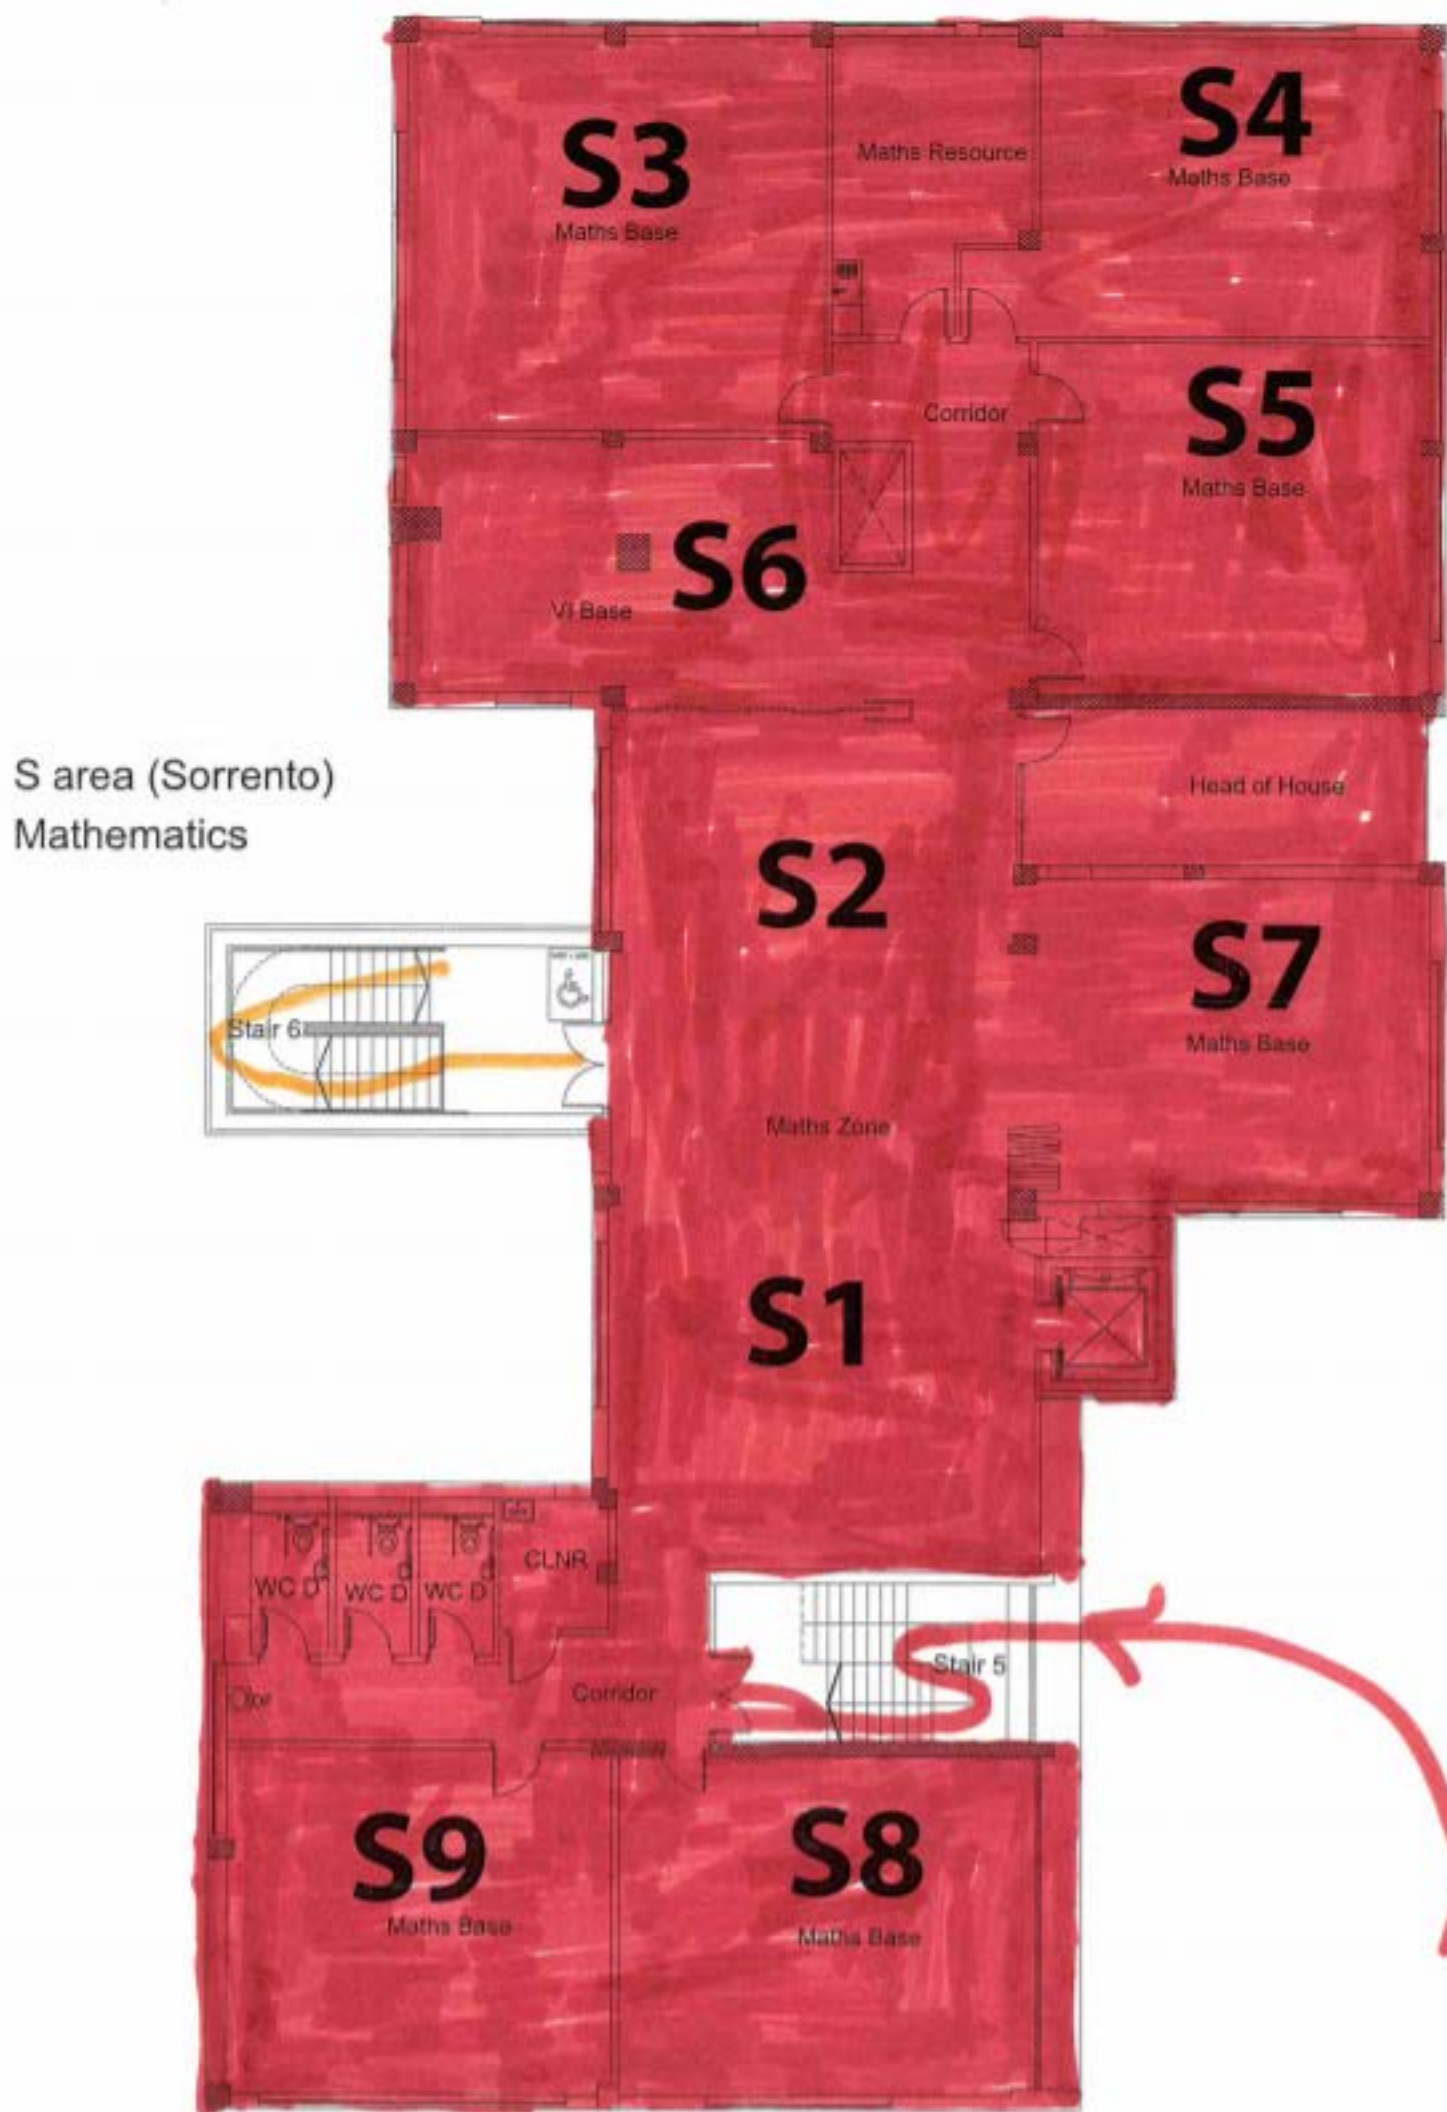 S3
Maths Base
Maths Resource
S4
Maths Base
Corridor
S5
Maths Base
S6
VI Base
S area (Sorrento)
Mathematics
Head of House
S2
S7
Maths Base
Stair 6
Maths Zone
S1
CLNR
WC D
WC D
WC D
Stair 5
Corridor
S9
Maths Base
S8
Maths Base